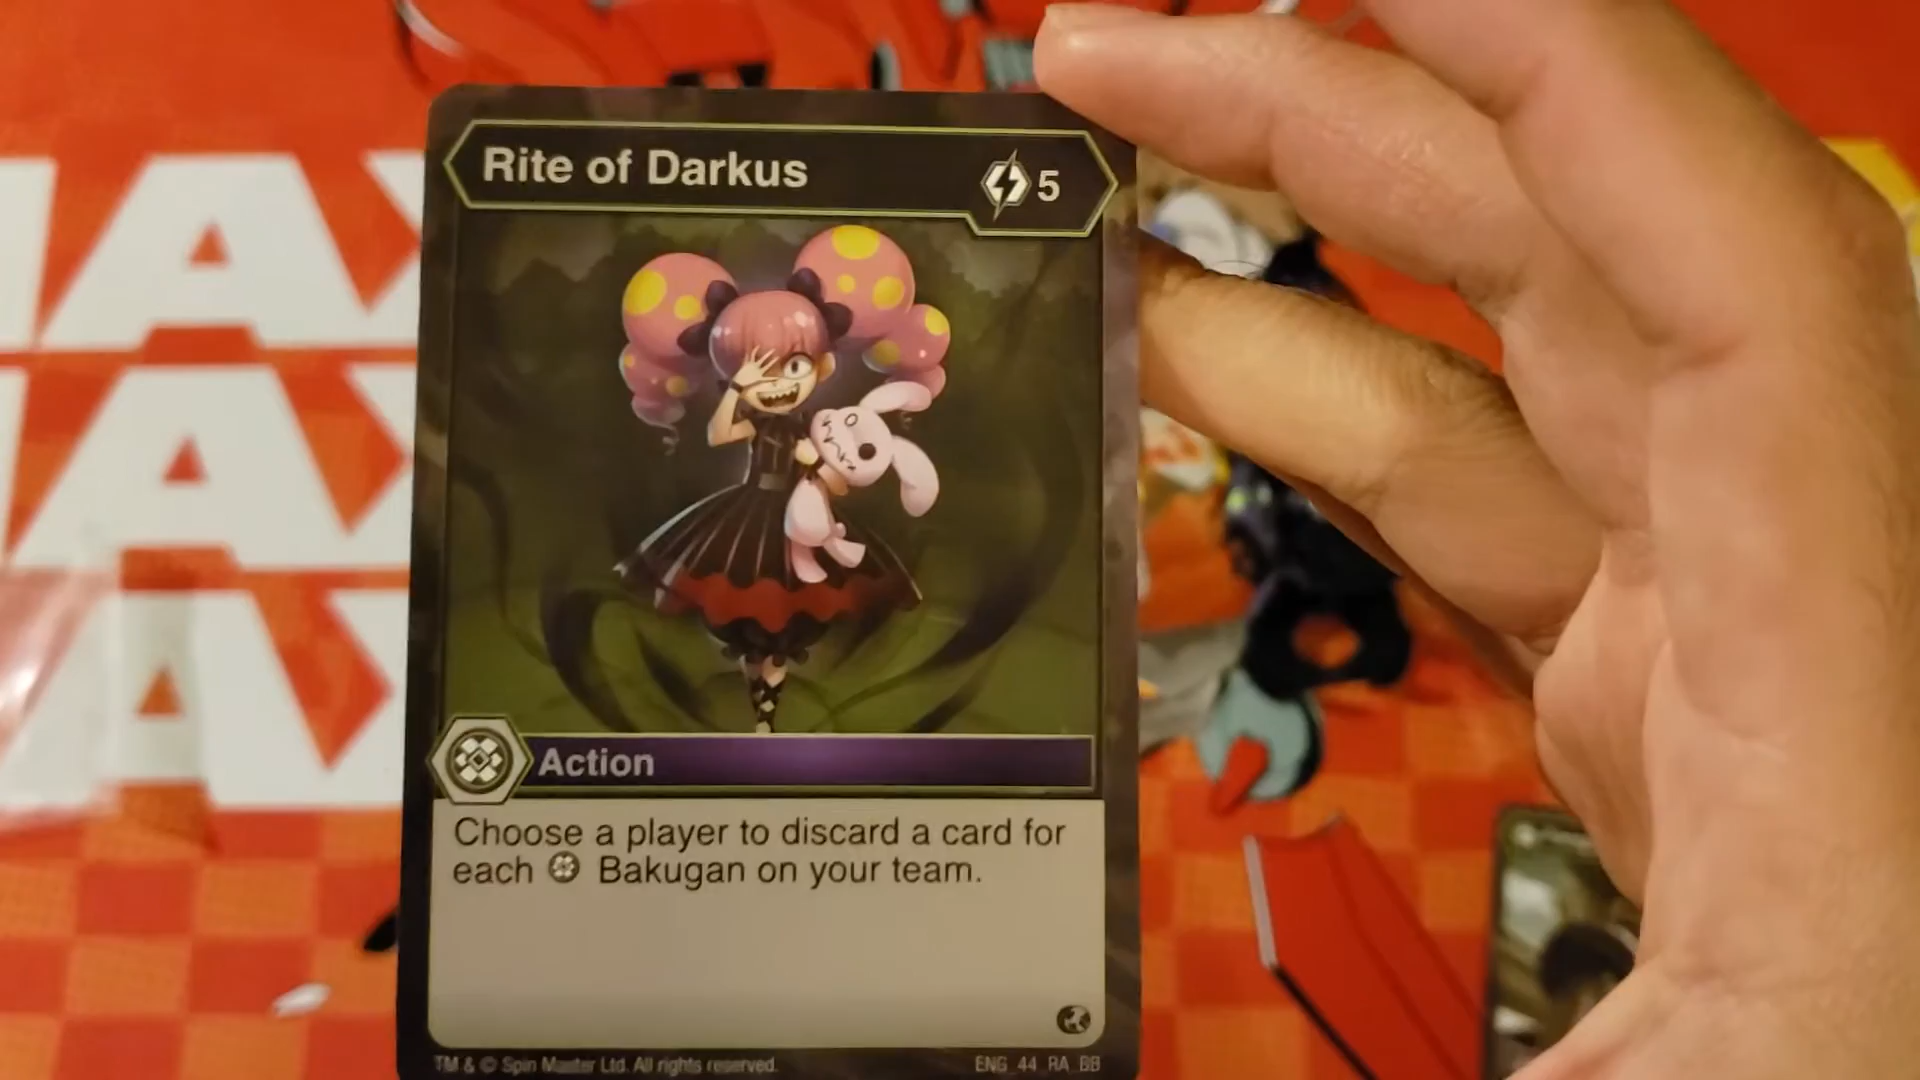 Rite of Darkus
5
Action
Choose a player to discard a card for
each Bakugan on your team.
TM & © Spin Master Ltd. All rights reserved.
ENG_44_RA_BB